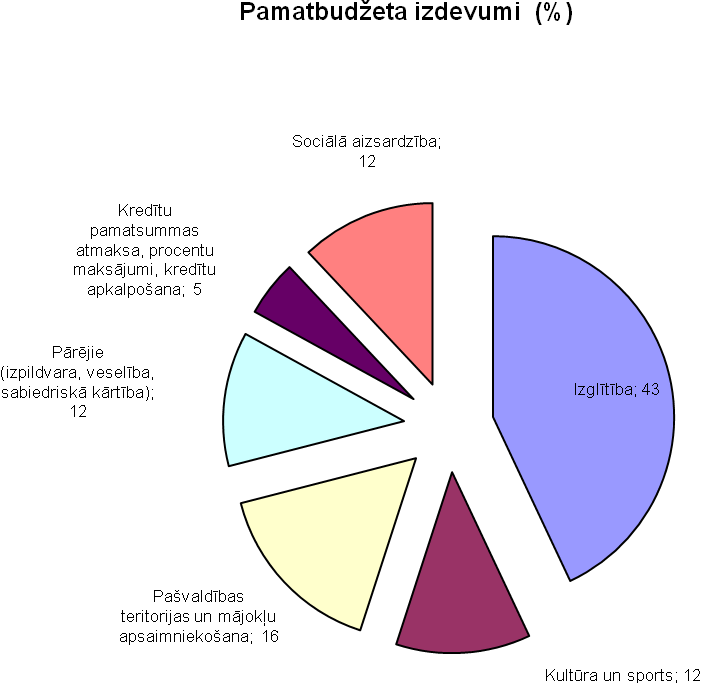 Pamatbudžeta izdevumi (%)
Sociālā aizsardzība;
12
Kredītu
pamatsummas
atmaksa, procentu
maksājumi, kredītu
apkalpošana; 5
Pārējie
(izpildvara, veselība,
sabiedriskā kārtība);
12
Izglītība; 43
Pašvaldības
teritorijas un mājokļu
apsaimniekošana; 16
Kultūra un sports; 12